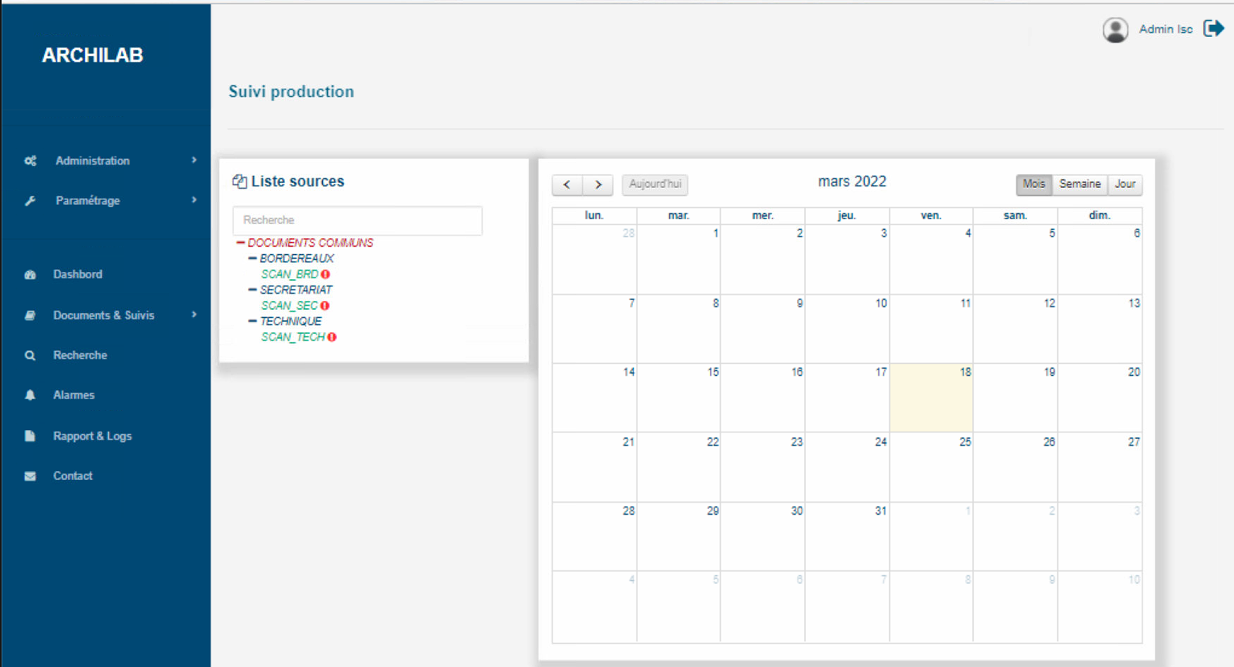 Admin Isc
ARCHILAB
Suivi production
Administration
Paramétrage
Dashbord
Documents & Suivis
Recherche
Alarmes
Rapport & Logs
Contact
Liste sources
Recherche
DOCUMENTS COMMUNS
BORDEREAUX
SCAN_BRD
SECRETARIAT
SCAN_SEC
TECHNIQUE
SCAN_TECH
Aujourd'hui
mars 2022
Mois Semaine Jour
lun. mar. mer. jeu. ven. sam. dim.
28 1 2 3 4 5 6
7 8 9 10 11 12 13
14 15 16 17 18 19 20
21 22 23 24 25 26 27
28 29 30 31 1 2 3
4 5 6 7 8 9 10